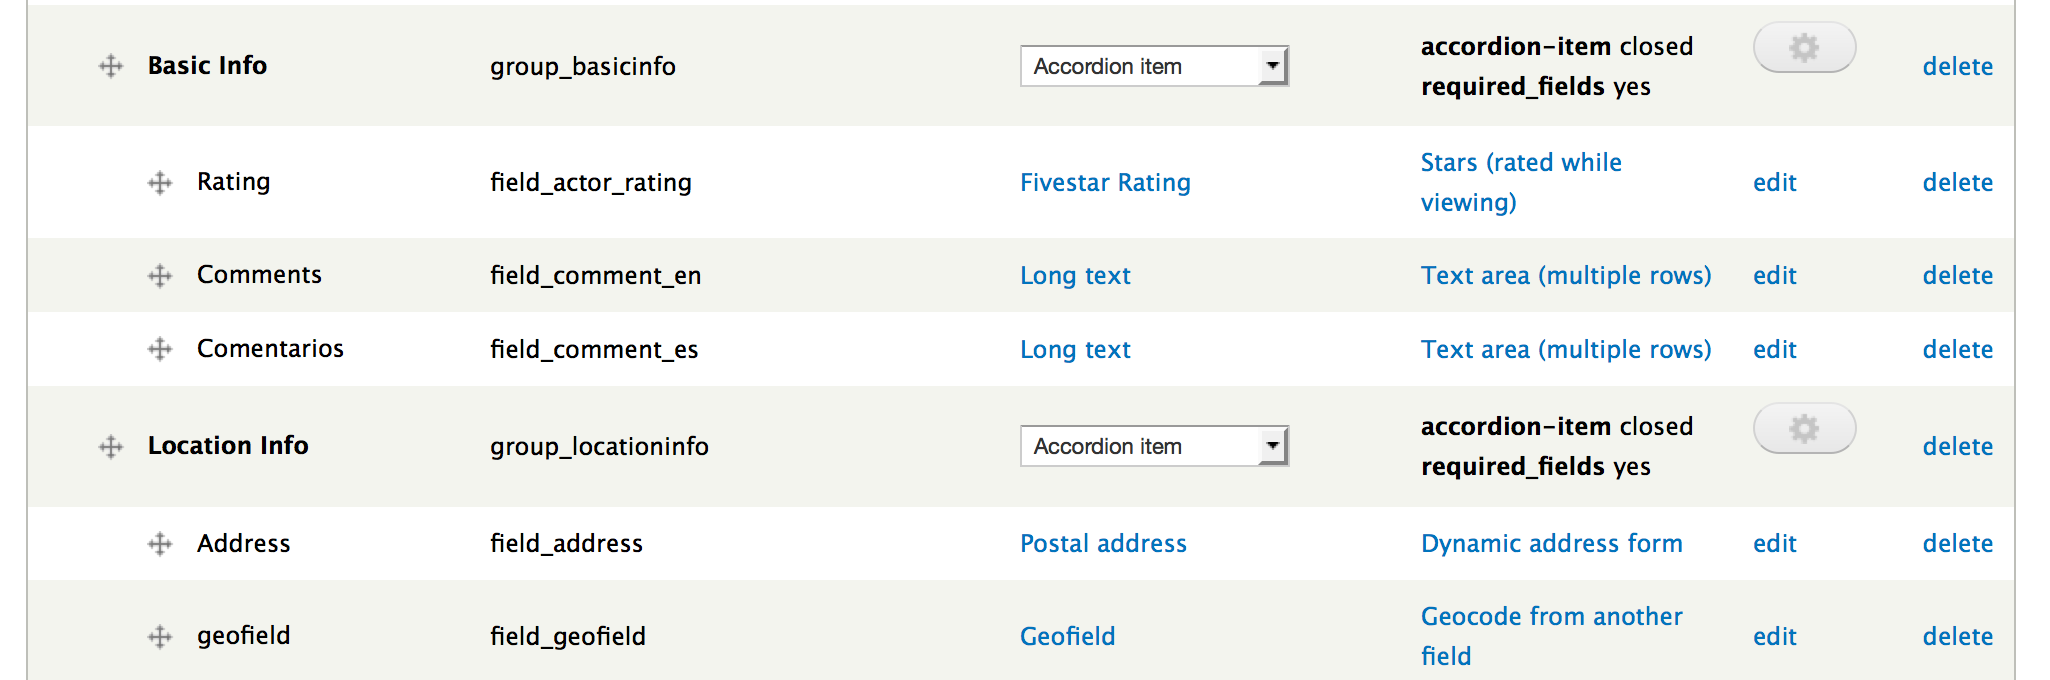 Basic Info group_basicinfo Accordion item accordion-item closed delete
required_fields yes
Rating field_actor_rating Fivestar Rating Stars (rated while edit delete
viewing)
Comments field_comment_en Long text Text area (multiple rows) edit delete
Comentarios field_comment_es Long text Text area (multiple rows) edit delete
Location Info group_locationinfo Accordion item accordion-item closed delete
required_fields yes
Address field_address Postal address Dynamic address form edit delete
geofield field_geofield Geofield Geocode from another edit delete
field